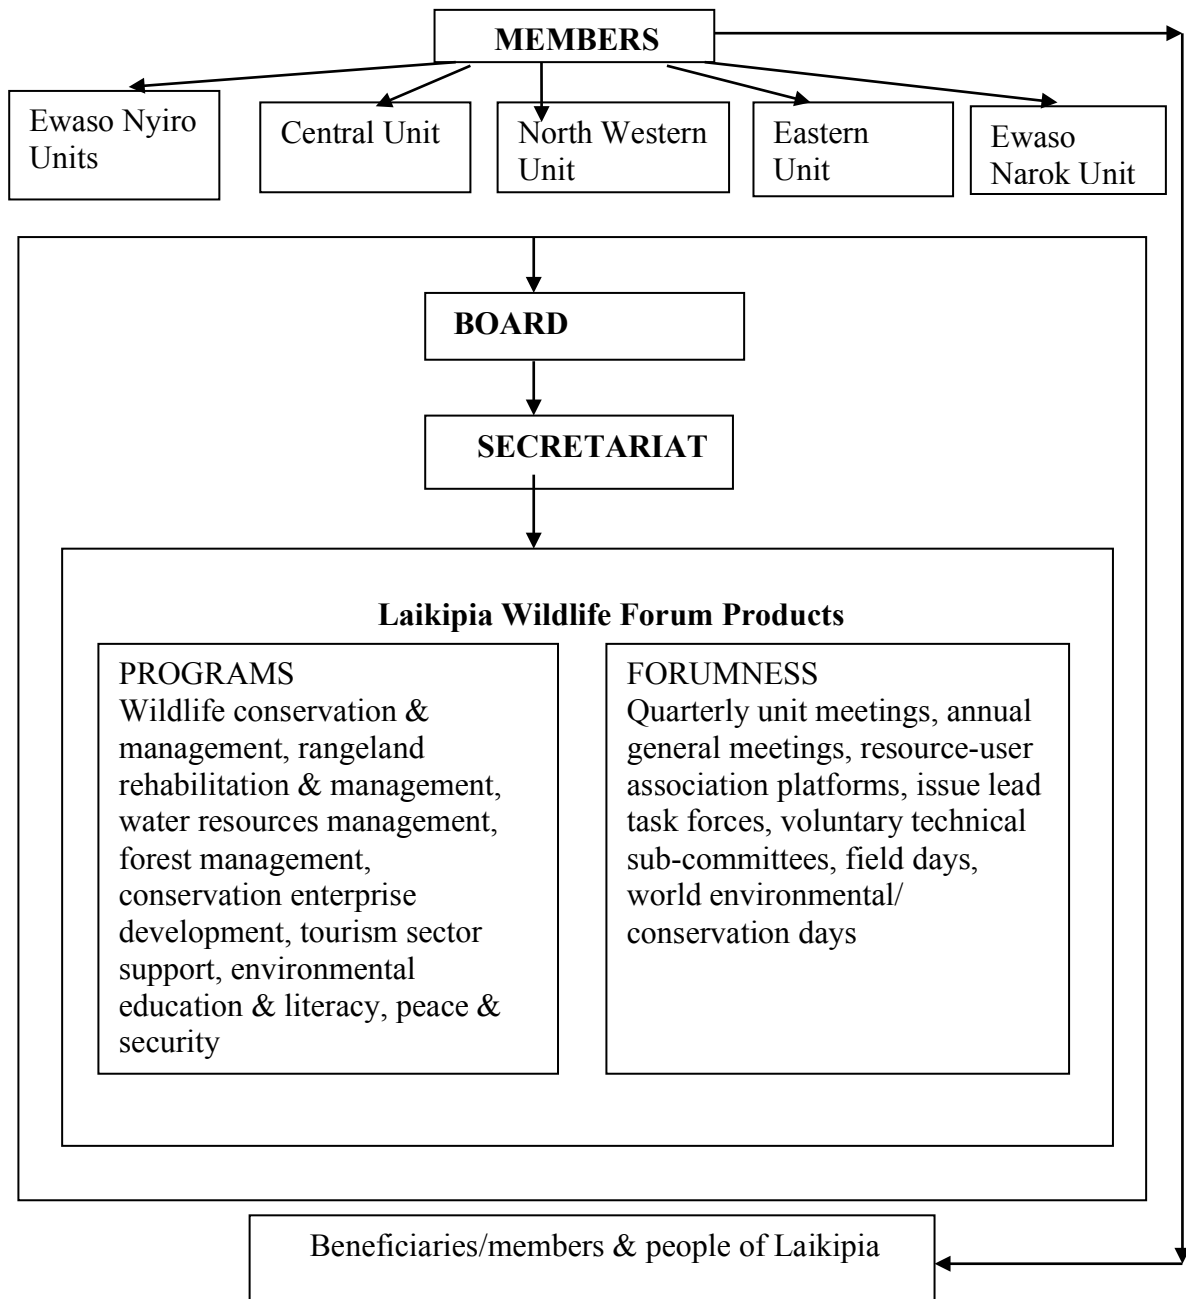 MEMBERS
Ewaso Nyiro
Units
Central Unit
North Western
Unit
Eastern
Unit
Ewaso
Narok Unit
BOARD
SECRETARIAT
Laikipia Wildlife Forum Products
PROGRAMS
Wildlife conservation &
management, rangeland
rehabilitation & management,
water resources management,
forest management,
conservation enterprise
development, tourism sector
support, environmental
education & literacy, peace &
security
FORUMNESS
Quarterly unit meetings, annual
general meetings, resource-user
association platforms, issue lead
task forces, voluntary technical
sub-committees, field days,
world environmental/
conservation days
Beneficiaries/members & people of Laikipia